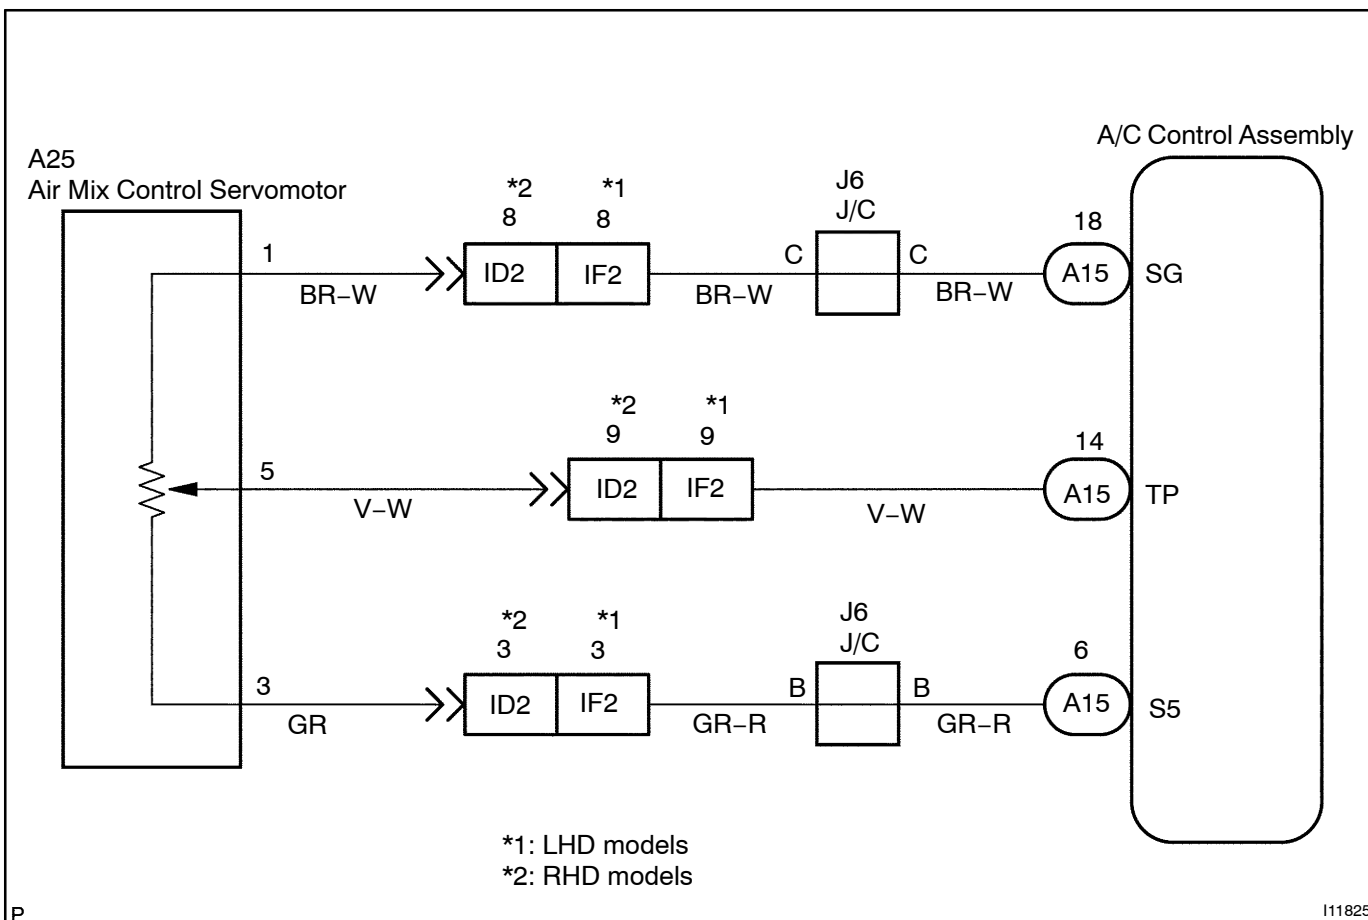 A/C Control Assembly
A25
Air Mix Control Servomotor
*2 *1
8 8
J6
J/C
18
1
ID2 IF2
C C
A15
SG
BR–W
BR–W
BR–W
*2 *1
9 9
14
5
ID2 IF2
A15
TP
V–W
V–W
*2 *1
3 3
J6
J/C
6
3
ID2 IF2
B B
A15
S5
GR
GR–R
GR–R
*1: LHD models
*2: RHD models
P
I11825